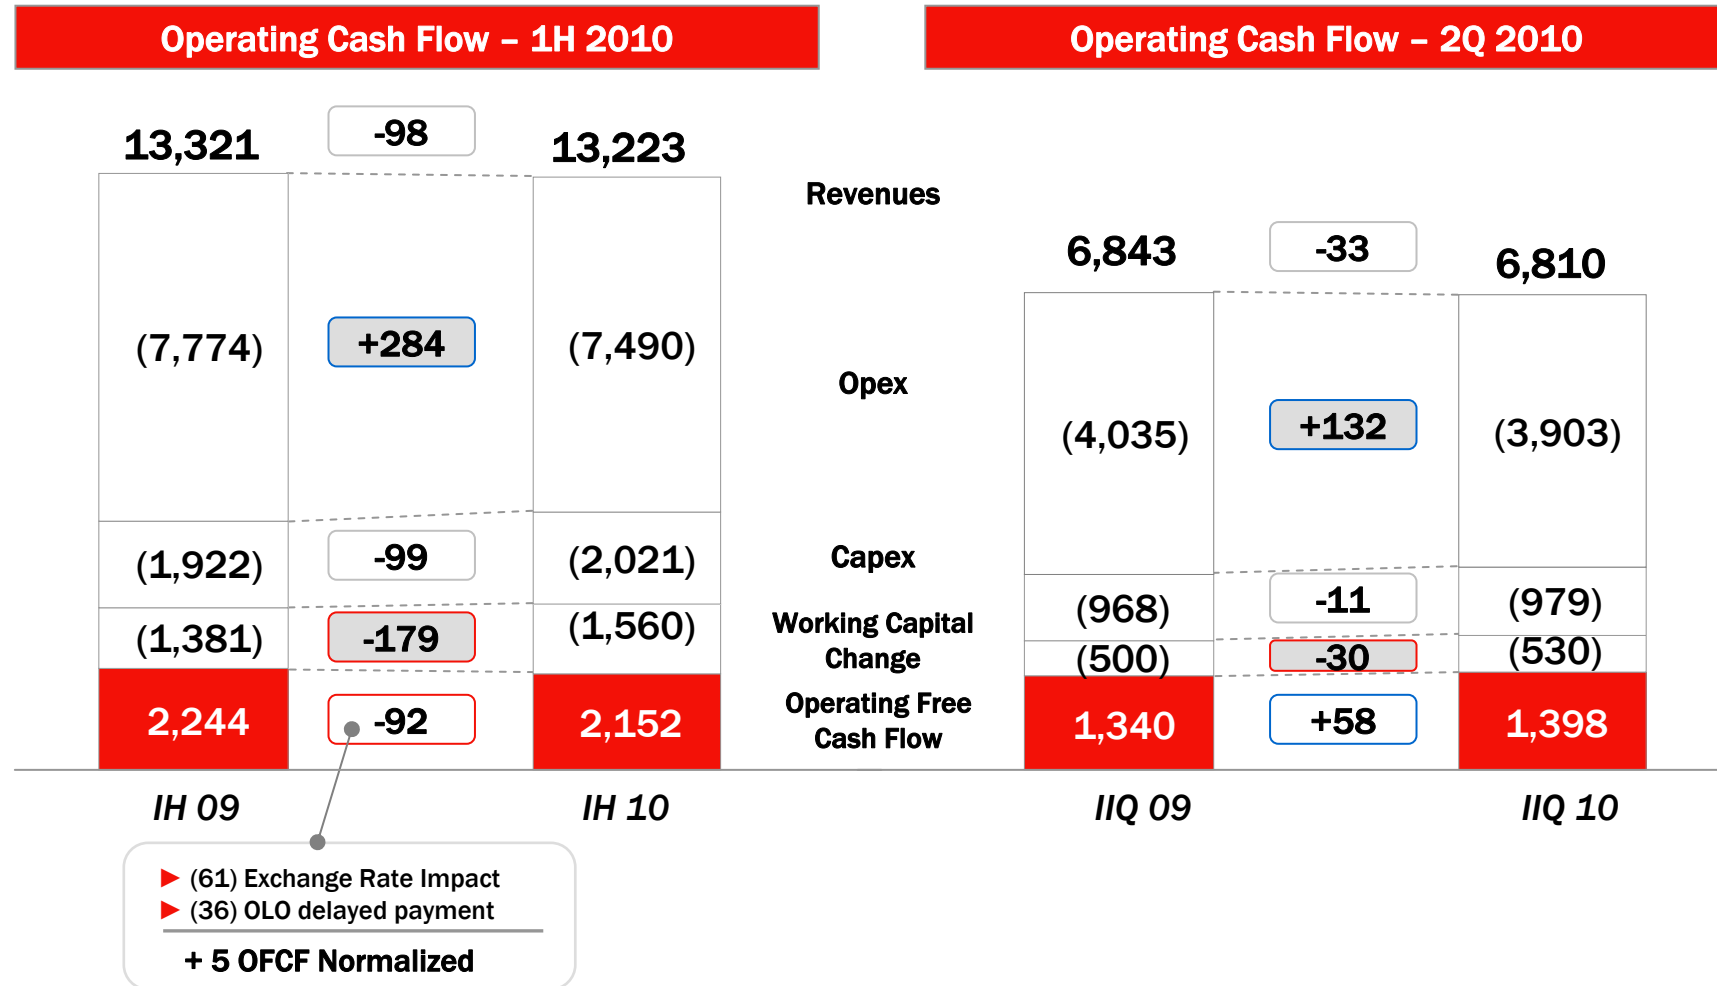 Operating Cash Flow – 1H 2010
Operating Cash Flow – 2Q 2010
13,321
-98
13,223
Revenues
6,843
-33
6,810
(7,774)
+284
(7,490)
Opex
(4,035)
+132
(3,903)
(1,922)
-99
(2,021)
Capex
(968)
-11
(979)
(1,381)
-179
(1,560)
Working Capital
Change
(500)
-30
(530)
2,244
-92
2,152
Operating Free
Cash Flow
1,340
+58
1,398
IH 09
IH 10
IIQ 09
IIQ 10
(61) Exchange Rate Impact
(36) OLO delayed payment
+ 5 OFCF Normalized